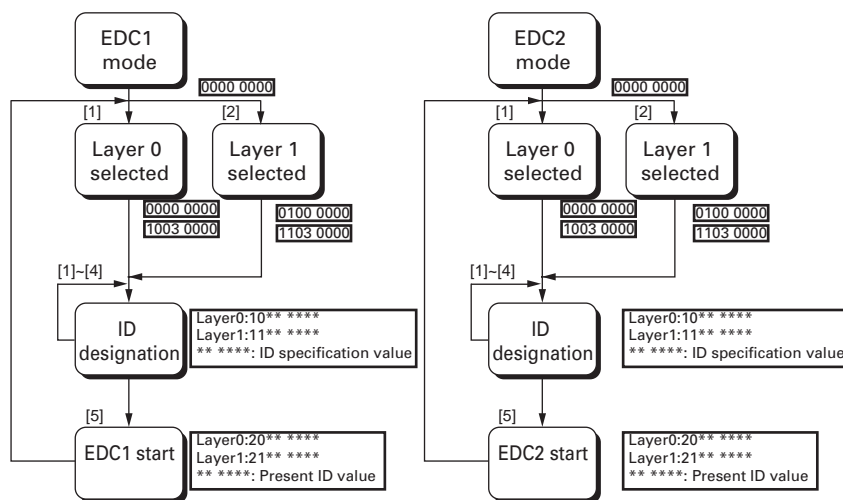 EDC1
mode
0000 0000
[1]
[2]
Layer 0
selected
Layer 1
selected
0000 0000
1003 0000
0100 0000
1103 0000
[1]~[4]
ID
designation
Layer0:10** ****
Layer1:11** ****
** ****: ID specification value
[5]
EDC1 start
Layer0:20** ****
Layer1:21** ****
** ****: Present ID value
EDC2
mode
0000 0000
[1]
[2]
Layer 0
selected
Layer 1
selected
0000 0000
1003 0000
0100 0000
1103 0000
[1]~[4]
ID
designation
Layer0:10** ****
Layer1:11** ****
** ****: ID specification value
[5]
EDC2 start
Layer0:20** ****
Layer1:21** ****
** ****: Present ID value